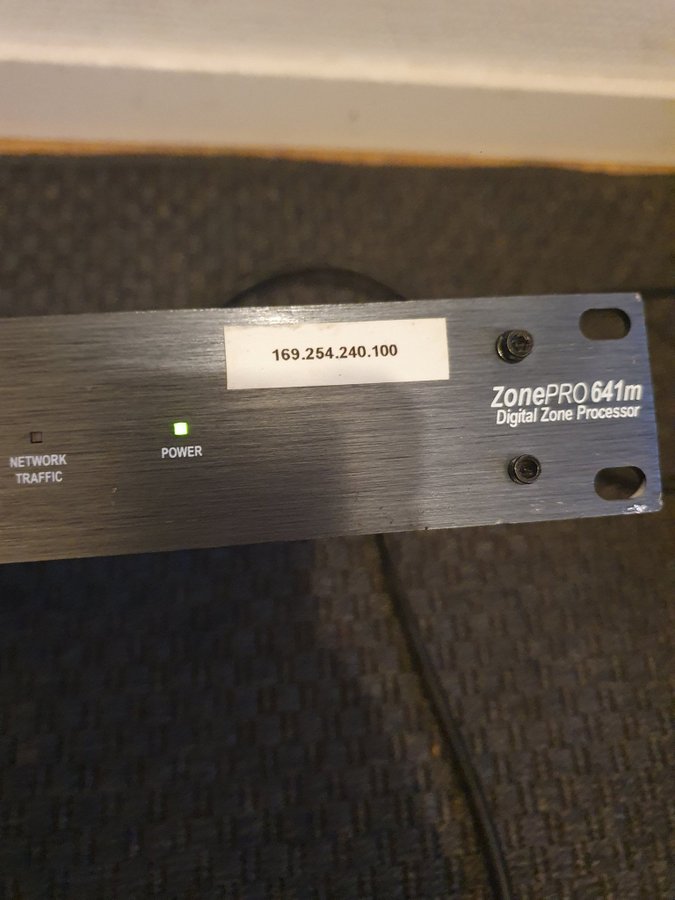 169.254.240.100
ZonePRO 641m
Digital Zone Processor
POWER
NETWORK
TRAFFIC